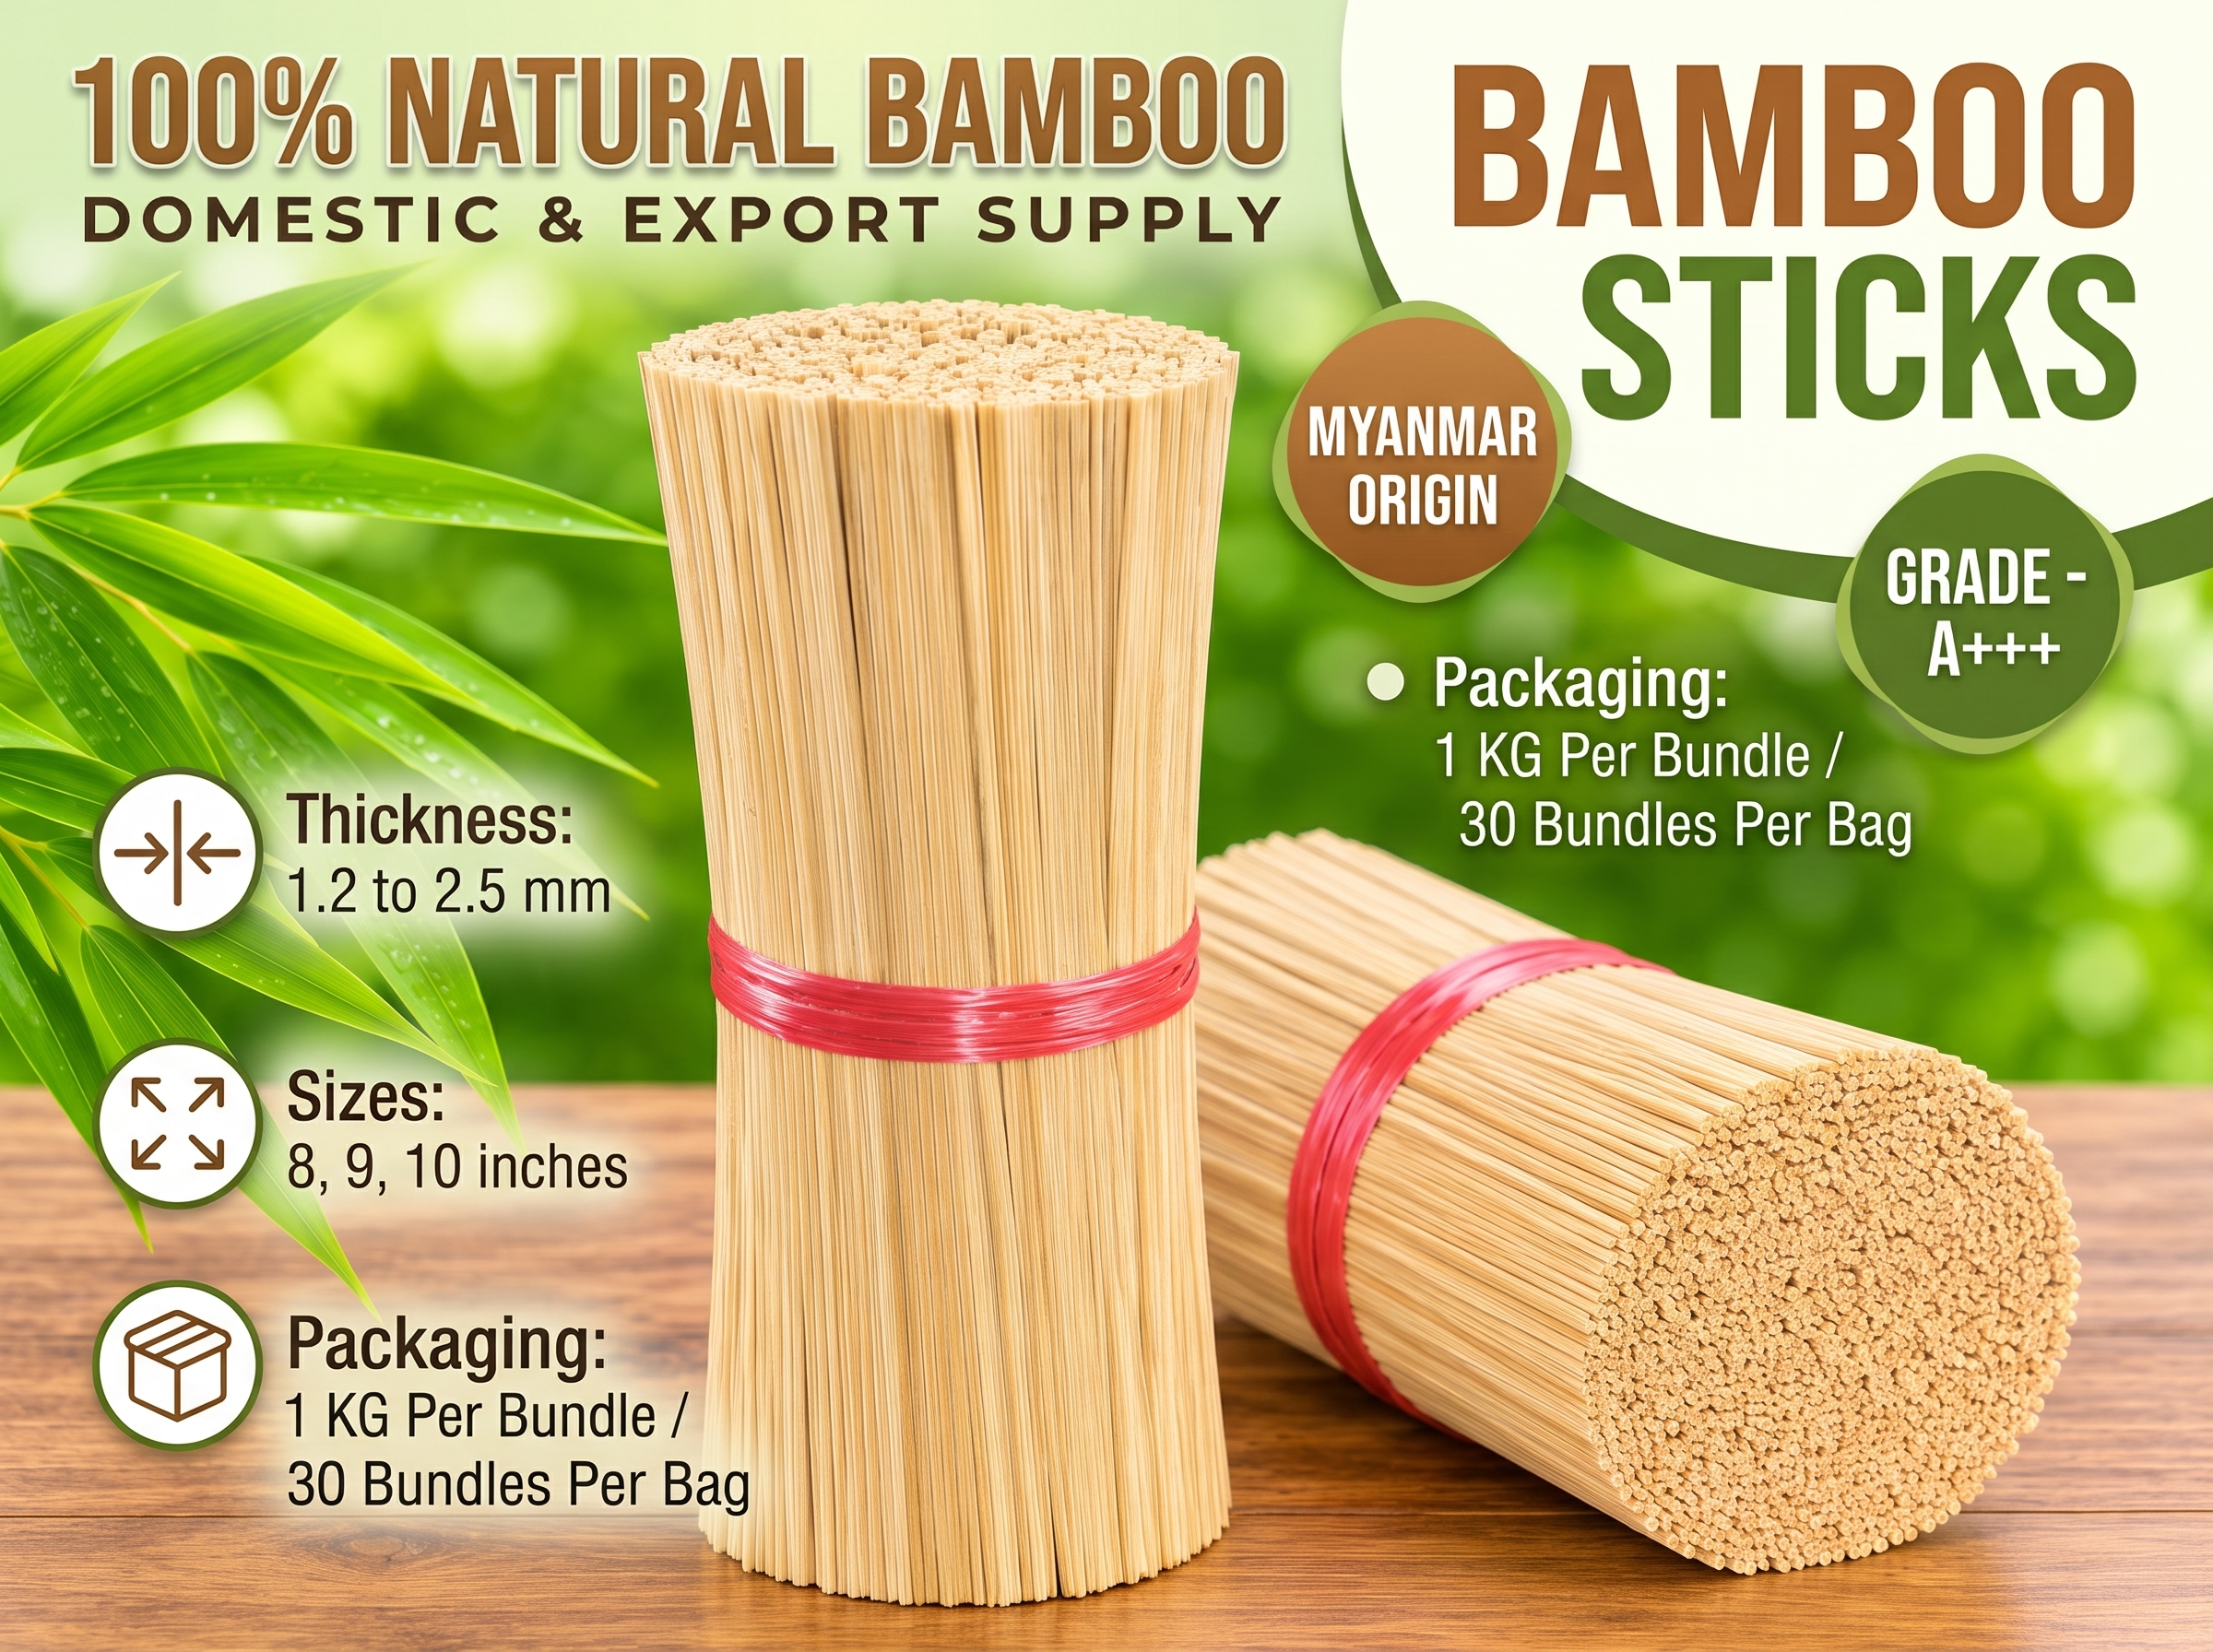 100% NATURAL BAMBOO
DOMESTIC & EXPORT SUPPLY
BAMBOO
STICKS
MYANMAR
ORIGIN
GRADE -
A+++
Packaging:
1 KG Per Bundle /
30 Bundles Per Bag
Thickness:
1.2 to 2.5 mm
Sizes:
8, 9, 10 inches
Packaging:
1 KG Per Bundle /
30 Bundles Per Bag